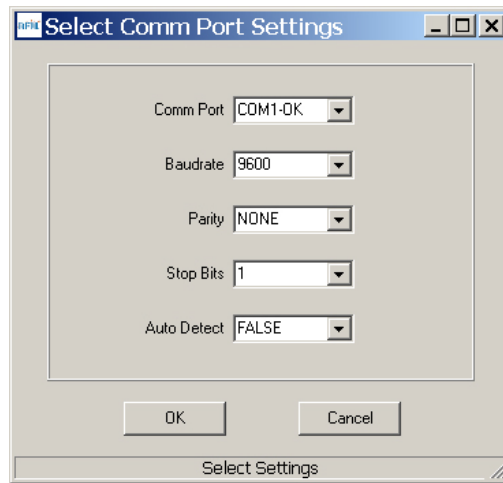 Select Comm Port Settings
Comm Port COM1-OK
Baudrate 9600
Parity NONE
Stop Bits 1
Auto Detect FALSE
OK Cancel
Select Settings